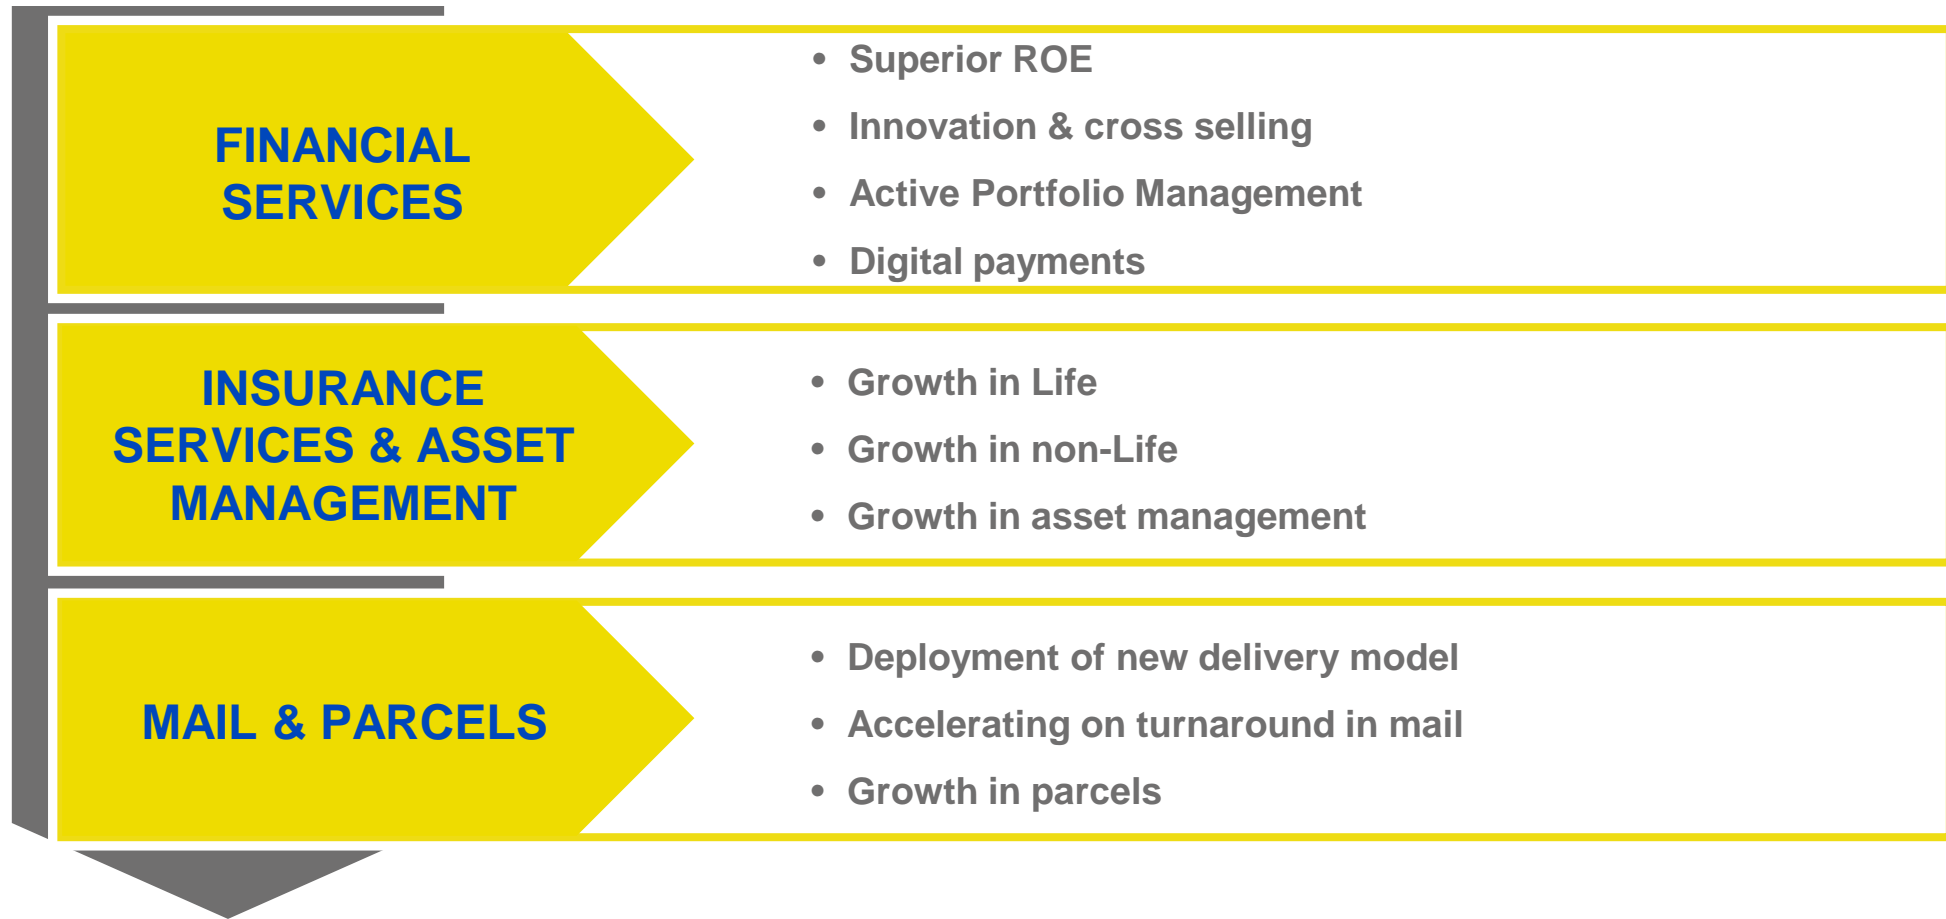 FINANCIAL
SERVICES
• Superior ROE
• Innovation & cross selling
• Active Portfolio Management
• Digital payments
INSURANCE
SERVICES & ASSET
MANAGEMENT
• Growth in Life
• Growth in non-Life
• Growth in asset management
MAIL & PARCELS
• Deployment of new delivery model
• Accelerating on turnaround in mail
• Growth in parcels